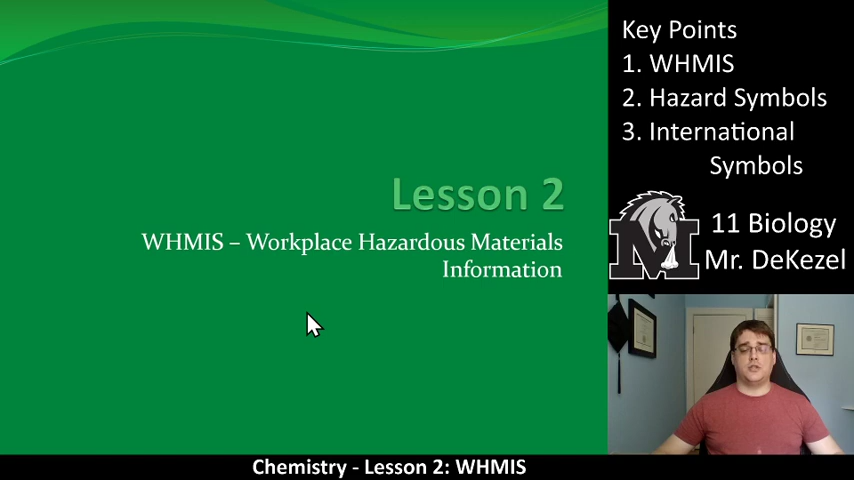 Lesson 2
WHMIS – Workplace Hazardous Materials
Information
Key Points
1. WHMIS
2. Hazard Symbols
3. International
Symbols
M
11 Biology
Mr. DeKezel
Chemistry - Lesson 2: WHMIS